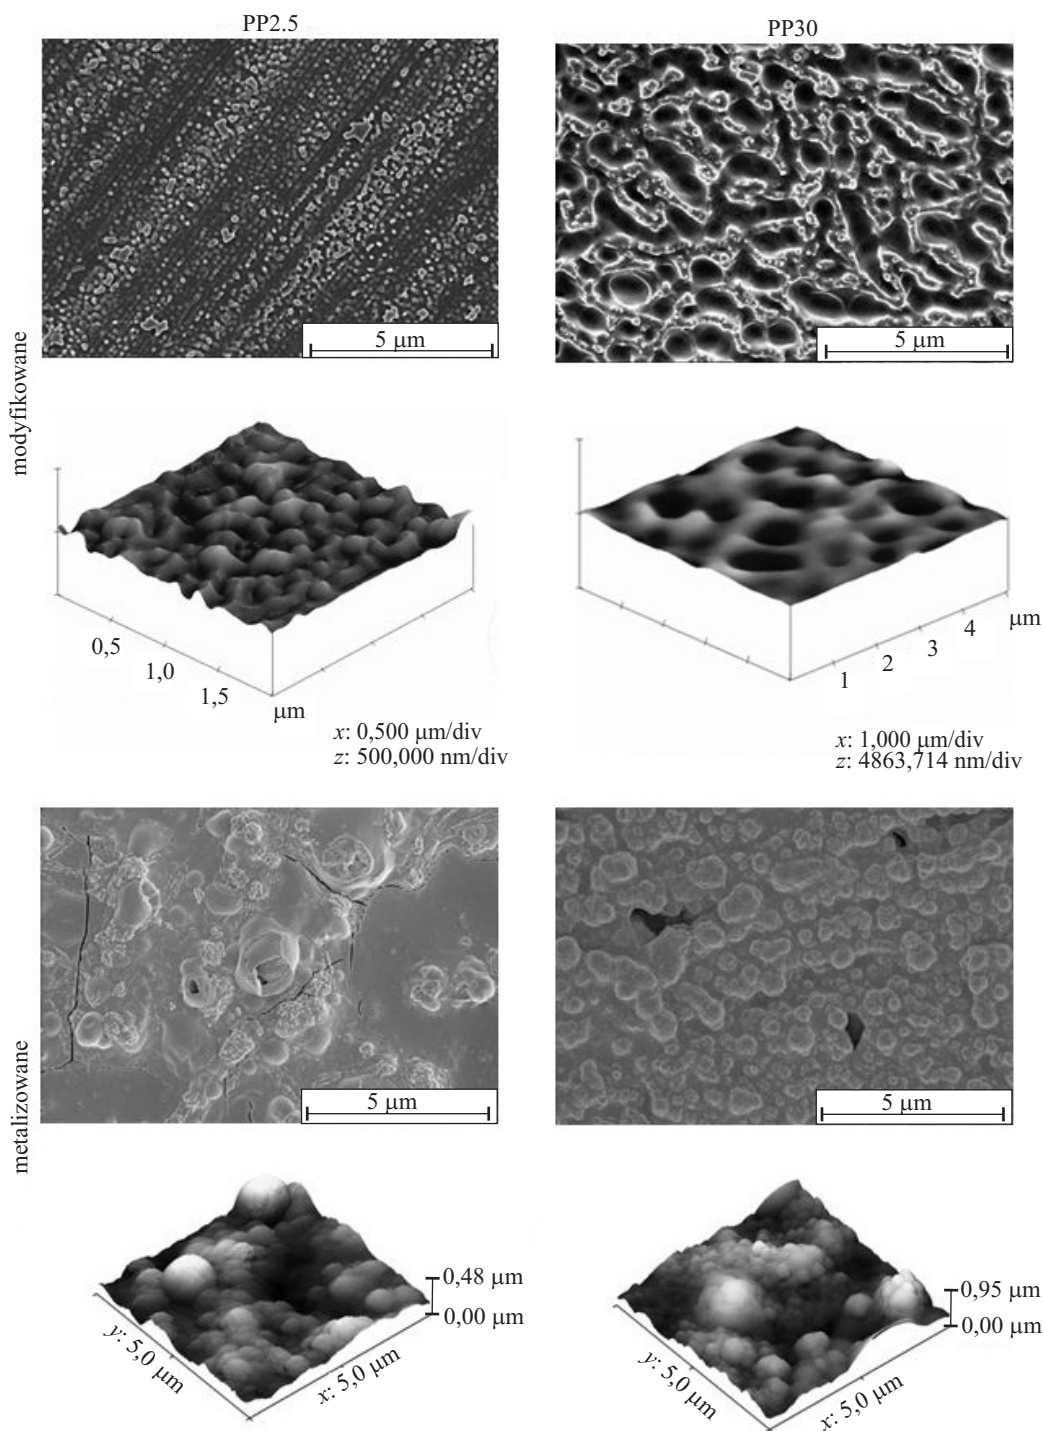 PP2.5
PP30
modyfikowane
5 μm
5 μm
0,5
1,0
1,5
μm
x: 0,500 μm/div
z: 500,000 nm/div
1
2
3
4
μm
x: 1,000 μm/div
z: 4863,714 nm/div
metalizowane
5 μm
5 μm
0,48 μm
0,00 μm
y: 5,0 μm
x: 5,0 μm
0,95 μm
0,00 μm
y: 5,0 μm
x: 5,0 μm